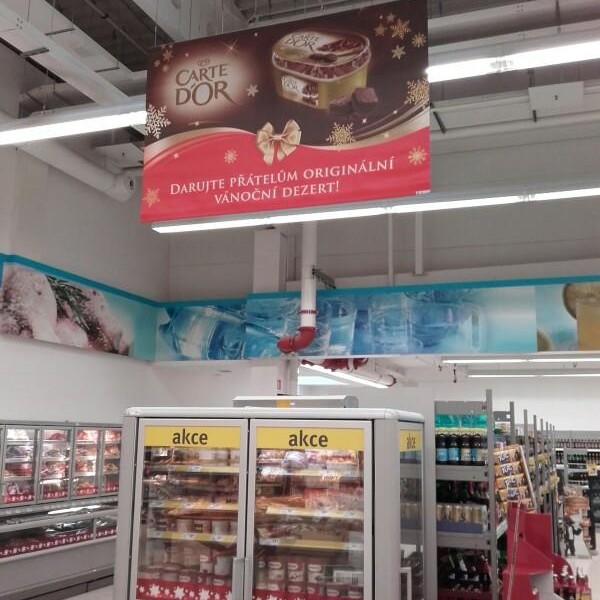 CARTE
D'OR
CARTE
D'OR
DARUJTE PŘÁTELŮM ORIGINÁLNÍ
VÁNOČNÍ DEZERT!
akce
akce
akce